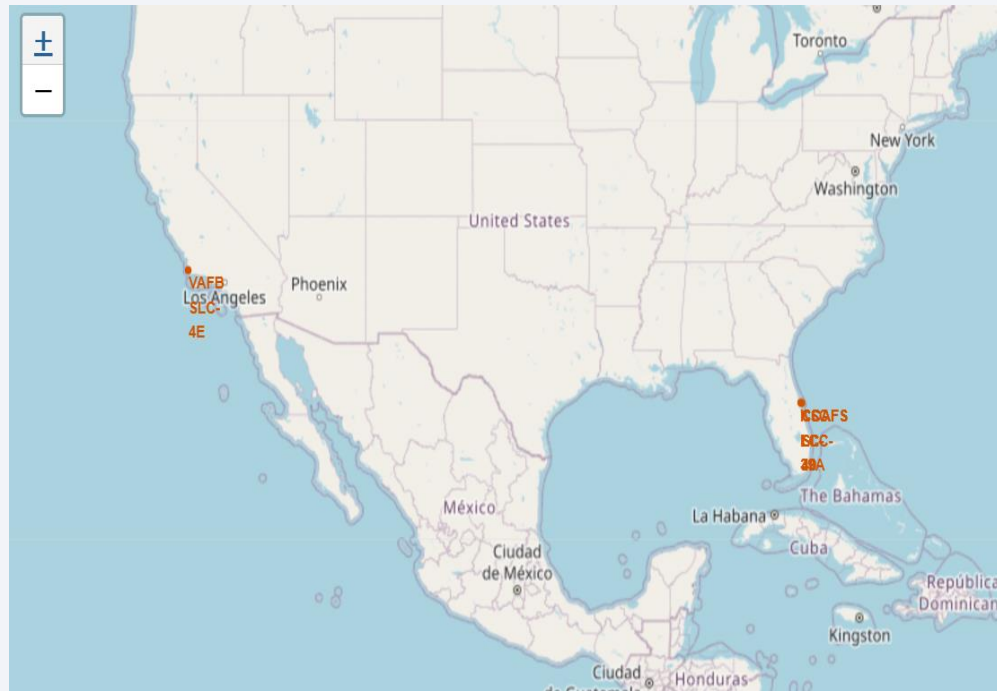 +
−
Toronto
New York
Washington
United States
VAFB
SLC-
4E
Los Angeles
Phoenix
The Bahamas
México
La Habana
Cuba
Ciudad
de México
República
Dominican
Kingston
Ciudad
Honduras